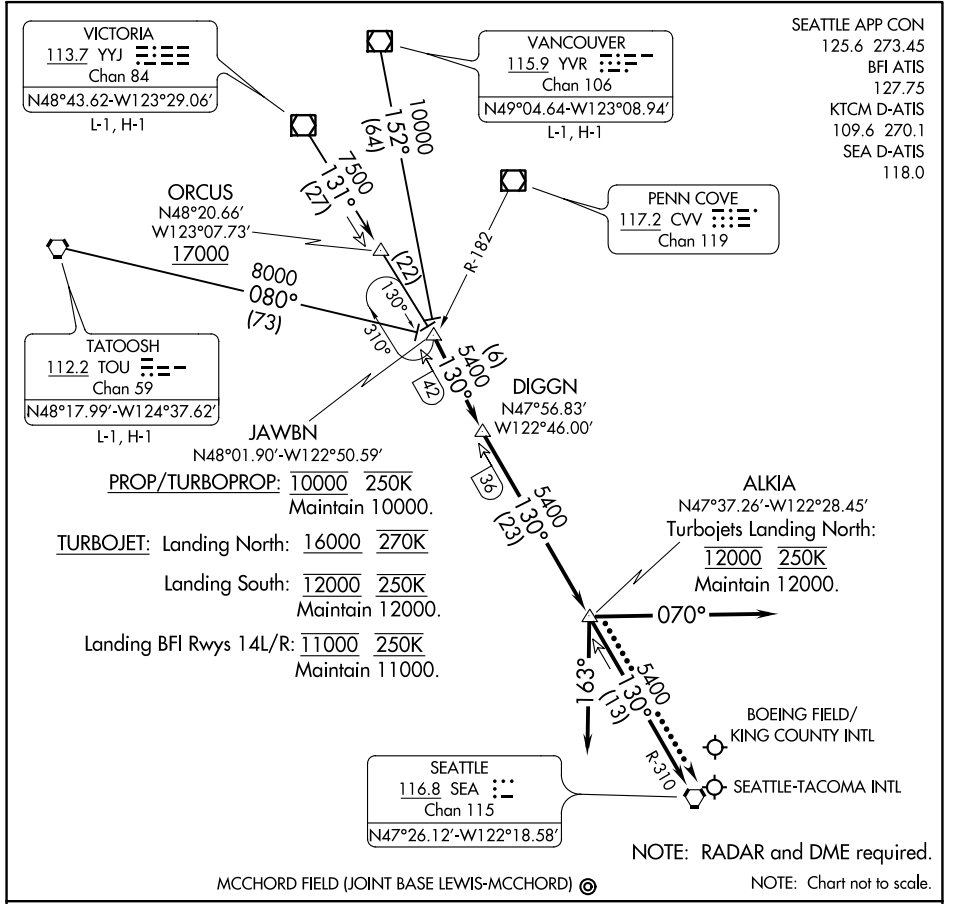 VICTORIA
113.7 YYJ
Chan 84
N48°43.62-W123°29.06′
L-1, H-1
VANCOUVER
115.9 YVR
Chan 106
N49°04.64-W123°08.94′
L-1, H-1
SEATTLE APP CON
125.6 273.45
BFI ATIS
127.75
KTCM D-ATIS
109.6 270.1
SEA D-ATIS
118.0
10000
152°
(64)
7500
131°
(27)
ORCUS
N48°20.66′
W123°07.73′
17000
PENN COVE
117.2 CVV
Chan 119
R-182
(22)
8000
080°
(73)
130°
310°
TATOOSH
112.2 TOU
Chan 59
N48°17.99′-W124°37.62′
L-1, H-1
42
(6)
5400
130°
DIGGN
N47°56.83′
W122°46.00′
JAWBN
N48°01.90′-W122°50.59′
PROP/TURBOPROP: 10000 250K
Maintain 10000.
TURBOJET: Landing North: 16000 270K
Landing South: 12000 250K
Maintain 12000.
Landing BFI Rwys 14L/R: 11000 250K
Maintain 11000.
36
5400
130°
(23)
ALKIA
N47°37.26′-W122°28.45′
Turbojets Landing North:
12000 250K
Maintain 12000.
070°
163°
5400
130°
(13)
R-310
BOEING FIELD/
KING COUNTY INTL
SEATTLE-TACOMA INTL
SEATTLE
116.8 SEA
Chan 115
N47°26.12′-W122°18.58′
NOTE: RADAR and DME required.
MCCHORD FIELD (JOINT BASE LEWIS-MCCHORD)
NOTE: Chart not to scale.